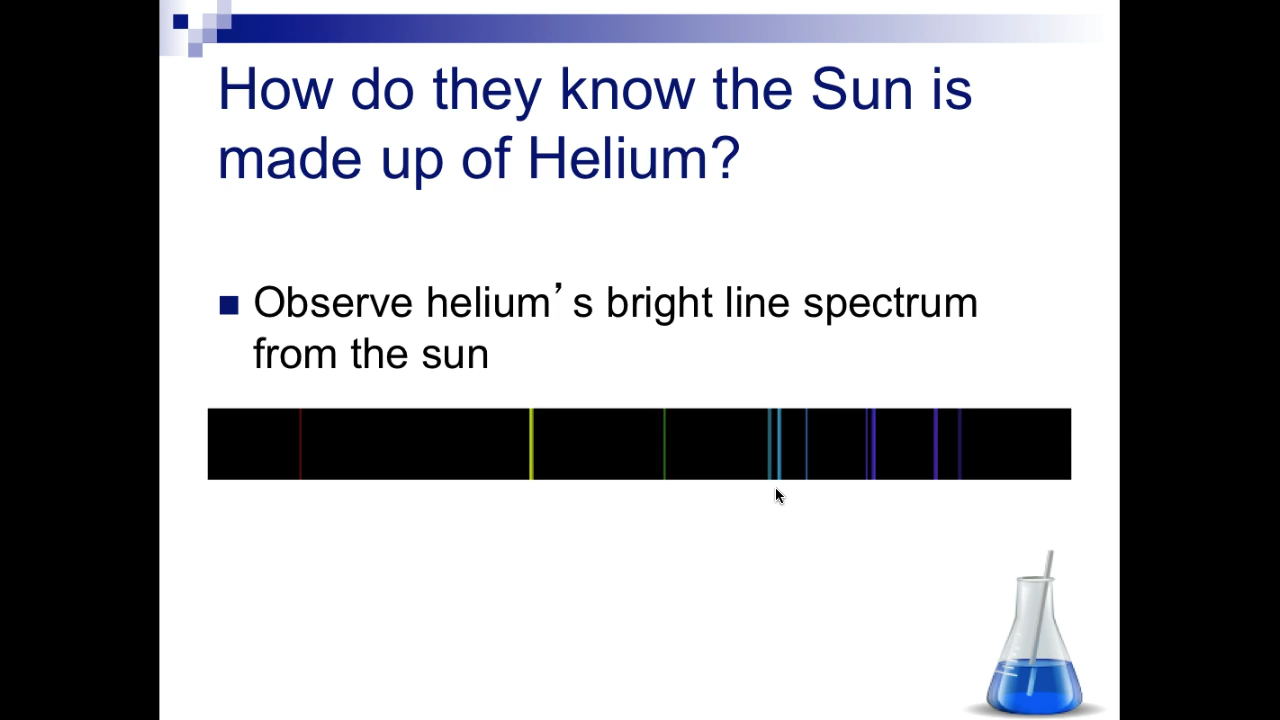 How do they know the Sun is
made up of Helium?
Observe helium’s bright line spectrum
from the sun